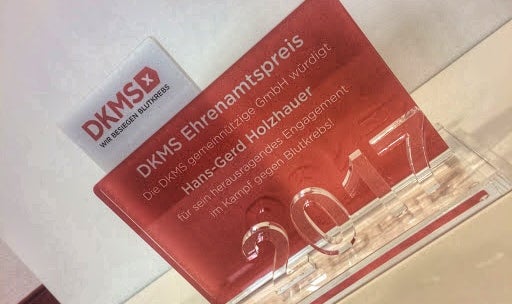 DKMS
WIR BESIEGEN BLUTKREBS
DKMS Ehrenamtspreis
Die DKMS gemeinnützige GmbH würdigt
Hans-Gerd Holzhauer
für sein herausragendes Engagement
im Kampf gegen Blutkrebs!
2017